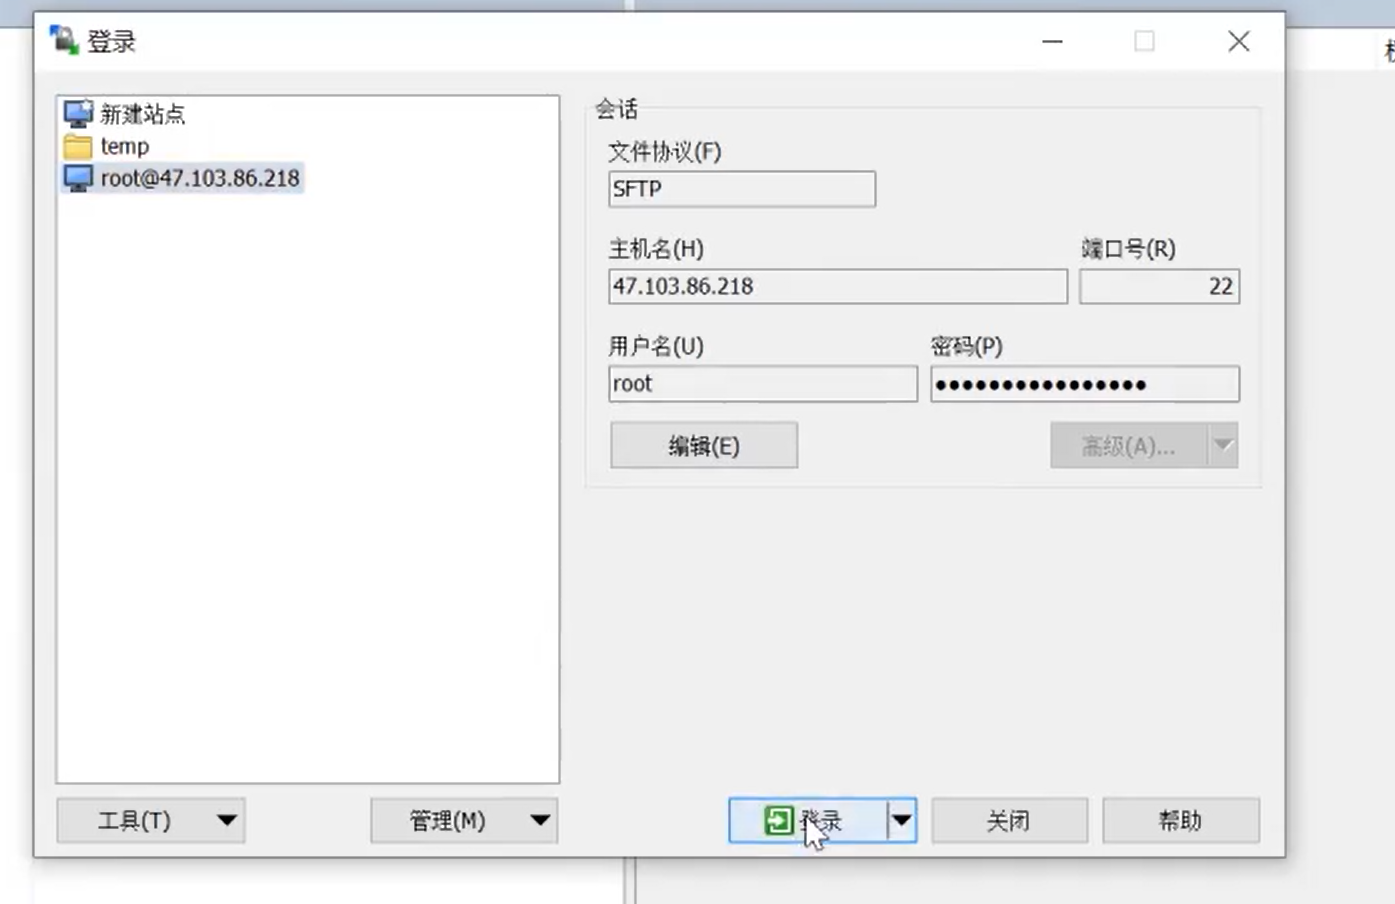 登录
新建站点
temp
root@47.103.86.218
会话
文件协议(F)
SFTP
主机名(H)
端口号(R)
47.103.86.218
22
用户名(U)
密码(P)
root
••••••••••••••••
编辑(E)
高级(A)...
工具(T)
管理(M)
登录
关闭
帮助